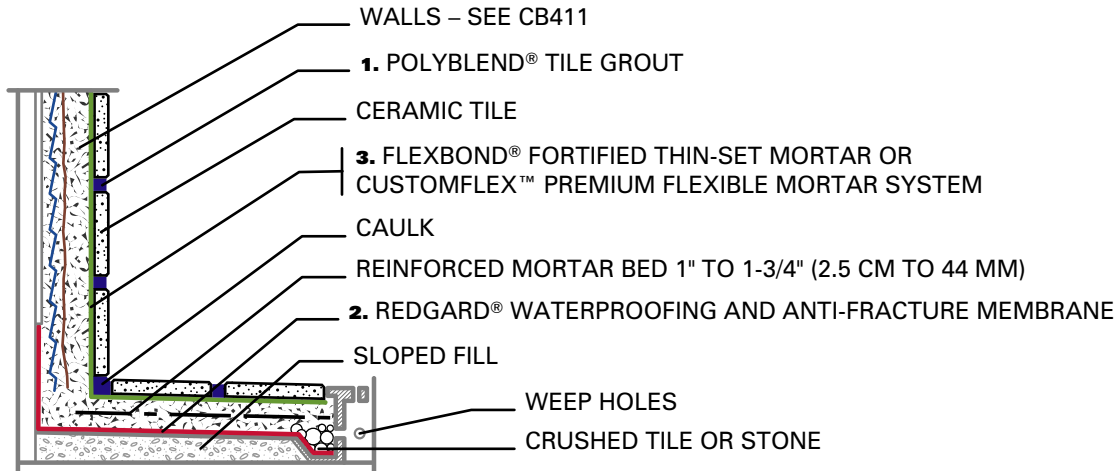 WALLS – SEE CB411
1. POLYBLEND® TILE GROUT
CERAMIC TILE
3. FLEXBOND® FORTIFIED THIN-SET MORTAR OR
CUSTOMFLEX™ PREMIUM FLEXIBLE MORTAR SYSTEM
CAULK
REINFORCED MORTAR BED 1" TO 1-3/4" (2.5 CM TO 44 MM)
2. REDGARD® WATERPROOFING AND ANTI-FRACTURE MEMBRANE
SLOPED FILL
WEEP HOLES
CRUSHED TILE OR STONE